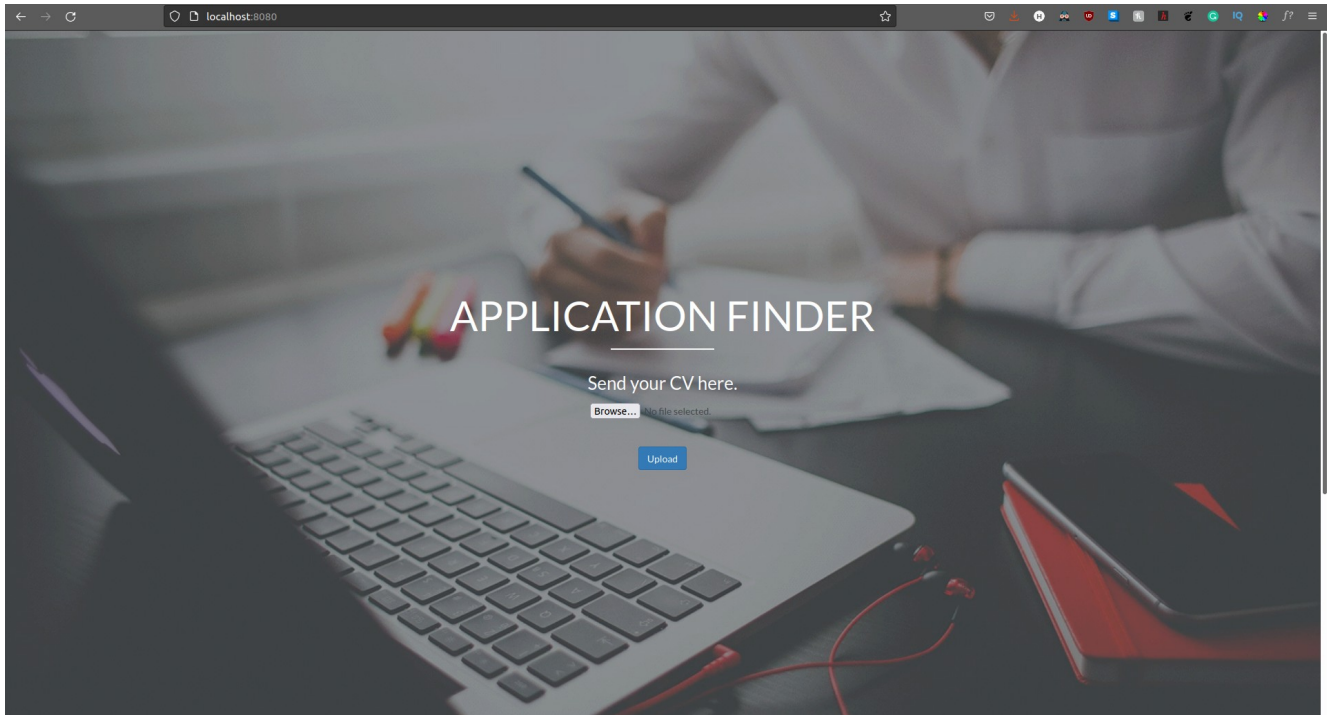 localhost:8080
APPLICATION FINDER
Send your CV here.
Browse... No file selected.
Upload